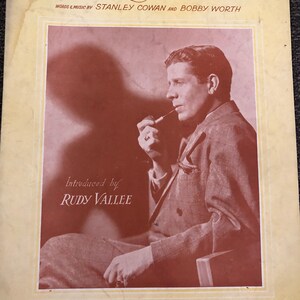 WORDS & MUSIC BY STANLEY COWAN AND BOBBY WORTH
Introduced by
RUDY VALLEE